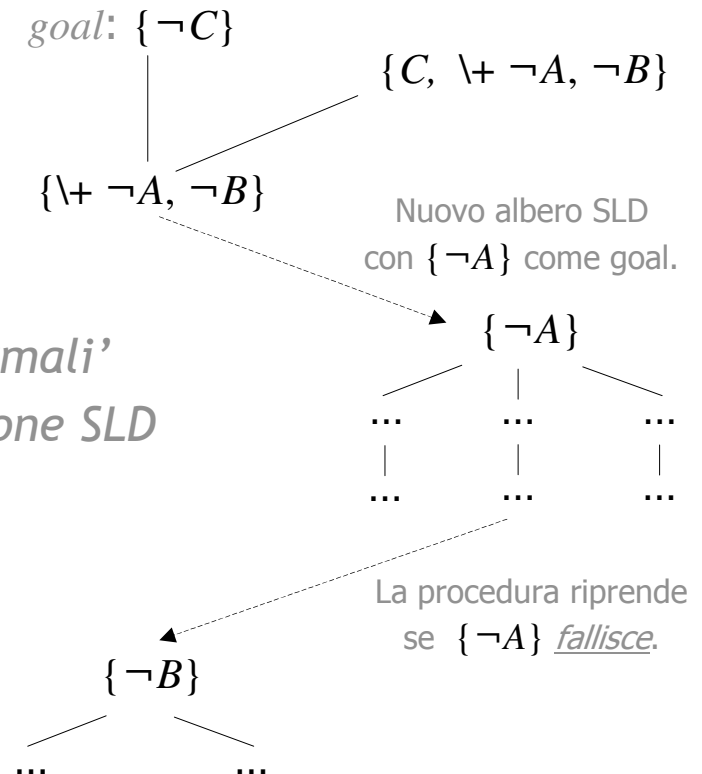 goal: {¬C}
{C, \+ ¬A, ¬B}
{\+ ¬A, ¬B}
Nuovo albero SLD
con {¬A} come goal.
{¬A}
mali’
one SLD
... ... ...
... ... ...
La procedura riprende
se {¬A} fallisce.
{¬B}
... ...